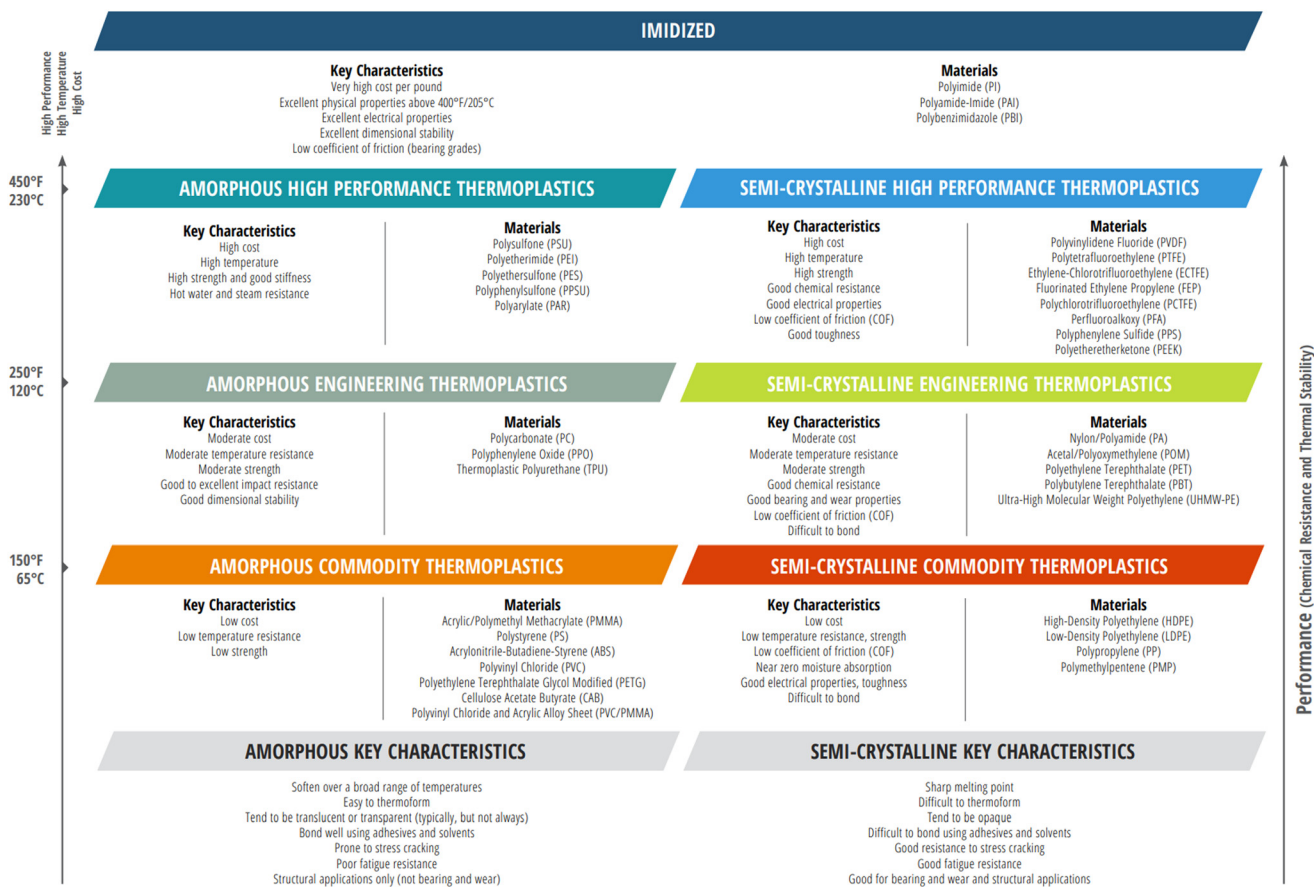 IMIDIZED
High Performance
High Temperature
High Cost
Key Characteristics
Very high cost per pound
Excellent physical properties above 400°F/205°C
Excellent electrical properties
Excellent dimensional stability
Low coefficient of friction (bearing grades)
Materials
Polyimide (PI)
Polyamide-Imide (PAI)
Polybenzimidazole (PBI)
450°F
230°C
AMORPHOUS HIGH PERFORMANCE THERMOPLASTICS
Key Characteristics
High cost
High temperature
High strength and good stiffness
Hot water and steam resistance
Materials
Polysulfone (PSU)
Polyetherimide (PEI)
Polyethersulfone (PES)
Polyphenylsulfone (PPSU)
Polyarylate (PAR)
SEMI-CRYSTALLINE HIGH PERFORMANCE THERMOPLASTICS
Key Characteristics
High cost
High temperature
High strength
Good chemical resistance
Good electrical properties
Low coefficient of friction (COF)
Good toughness
Materials
Polyvinylidene Fluoride (PVDF)
Polytetrafluoroethylene (PTFE)
Ethylene-Chlorotrifluoroethylene (ECTFE)
Fluorinated Ethylene Propylene (FEP)
Polychlorotrifluoroethylene (PCTFE)
Perfluoroalkoxy (PFA)
Polyphenylene Sulfide (PPS)
Polyetheretherketone (PEEK)
250°F
120°C
AMORPHOUS ENGINEERING THERMOPLASTICS
Key Characteristics
Moderate cost
Moderate temperature resistance
Moderate strength
Good to excellent impact resistance
Good dimensional stability
Materials
Polycarbonate (PC)
Polyphenylene Oxide (PPO)
Thermoplastic Polyurethane (TPU)
SEMI-CRYSTALLINE ENGINEERING THERMOPLASTICS
Key Characteristics
Moderate cost
Moderate temperature resistance
Moderate strength
Good chemical resistance
Good bearing and wear properties
Low coefficient of friction (COF)
Difficult to bond
Materials
Nylon/Polyamide (PA)
Acetal/Polyoxymethylene (POM)
Polyethylene Terephthalate (PET)
Polybutylene Terephthalate (PBT)
Ultra-High Molecular Weight Polyethylene (UHMW-PE)
150°F
65°C
AMORPHOUS COMMODITY THERMOPLASTICS
Key Characteristics
Low cost
Low temperature resistance
Low strength
Materials
Acrylic/Polymethyl Methacrylate (PMMA)
Polystyrene (PS)
Acrylonitrile-Butadiene-Styrene (ABS)
Polyvinyl Chloride (PVC)
Polyethylene Terephthalate Glycol Modified (PETG)
Cellulose Acetate Butyrate (CAB)
Polyvinyl Chloride and Acrylic Alloy Sheet (PVC/PMMA)
SEMI-CRYSTALLINE COMMODITY THERMOPLASTICS
Key Characteristics
Low cost
Low temperature resistance, strength
Low coefficient of friction (COF)
Near zero moisture absorption
Good electrical properties, toughness
Difficult to bond
Materials
High-Density Polyethylene (HDPE)
Low-Density Polyethylene (LDPE)
Polypropylene (PP)
Polymethylpentene (PMP)
AMORPHOUS KEY CHARACTERISTICS
Soften over a broad range of temperatures
Easy to thermoform
Tend to be translucent or transparent (typically, but not always)
Bond well using adhesives and solvents
Prone to stress cracking
Poor fatigue resistance
Structural applications only (not bearing and wear)
SEMI-CRYSTALLINE KEY CHARACTERISTICS
Sharp melting point
Difficult to thermoform
Tend to be opaque
Difficult to bond using adhesives and solvents
Good resistance to stress cracking
Good fatigue resistance
Good for bearing and wear and structural applications
Performance (Chemical Resistance and Thermal Stability)